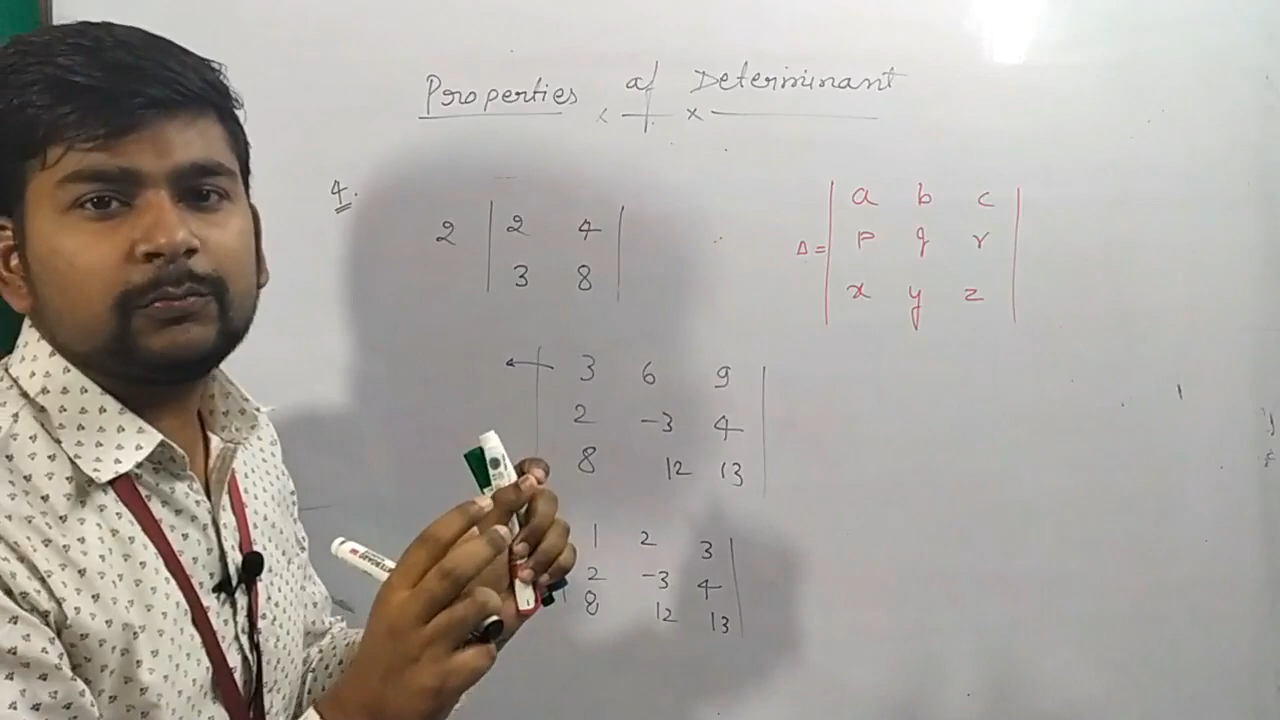 Properties of Determinant
4.
2 | 2 4 |
| 3 8 |
Δ = | a b c |
| p q r |
| x y z |
| 3 6 9 |
| 2 -3 4 |
| 8 12 13 |
1 2 3 |
2 -3 4 |
8 12 13 |